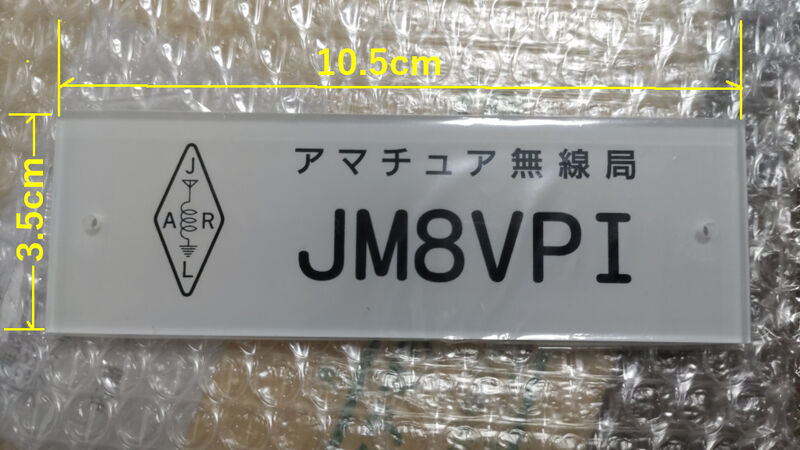 10.5cm
3.5cm
アマチュア無線局
JM8VPI
J
A R
L